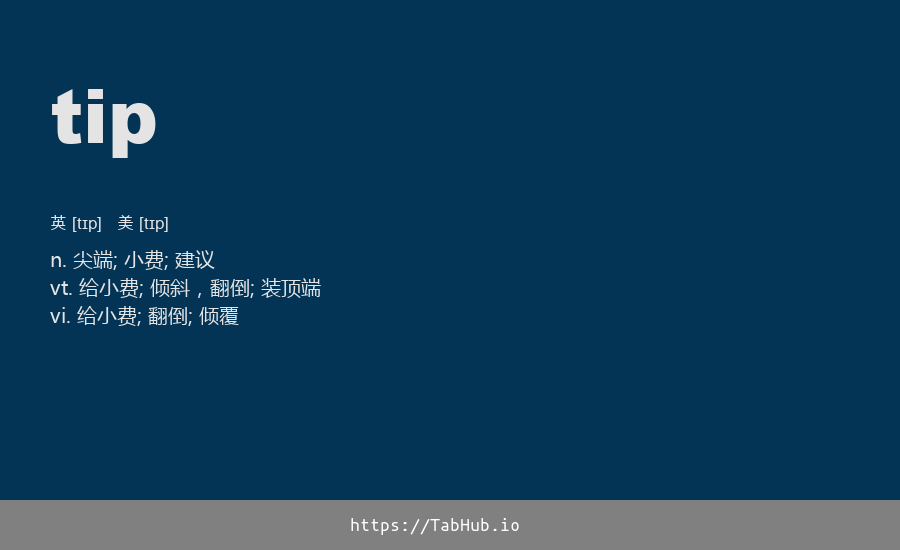 tip
英 [tɪp] 美 [tɪp]
n. 尖端; 小费; 建议
vt. 给小费; 倾斜，翻倒; 装顶端
vi. 给小费; 翻倒; 倾覆
https://TabHub.io